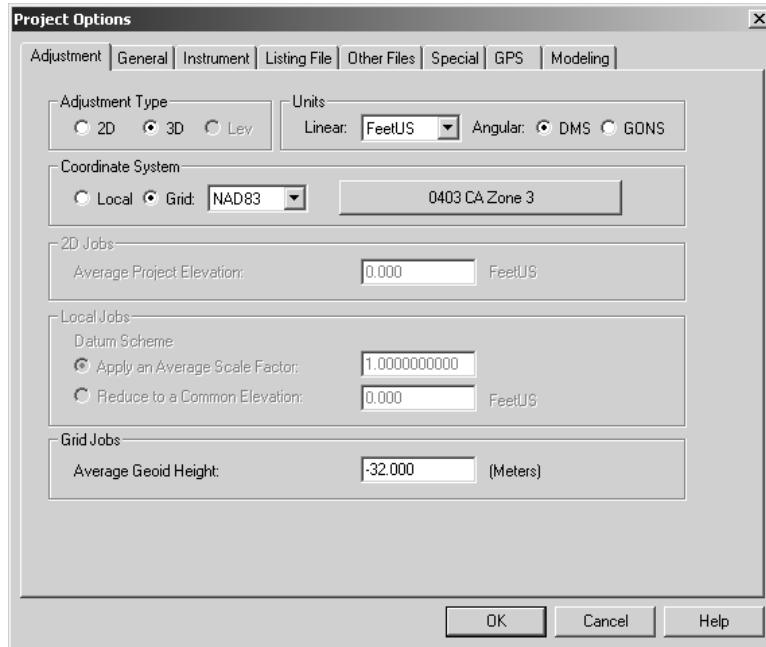 Project Options
Adjustment General Instrument Listing File Other Files Special GPS Modeling
Adjustment Type
2D 3D Lev
Units
Linear: FeetUS Angular: DMS GONS
Coordinate System
Local Grid: NAD83 0403 CA Zone 3
2D Jobs
Average Project Elevation: 0.000 FeetUS
Local Jobs
Datum Scheme
Apply an Average Scale Factor: 1.0000000000
Reduce to a Common Elevation: 0.000 FeetUS
Grid Jobs
Average Geoid Height: -32.000 (Meters)
OK Cancel Help